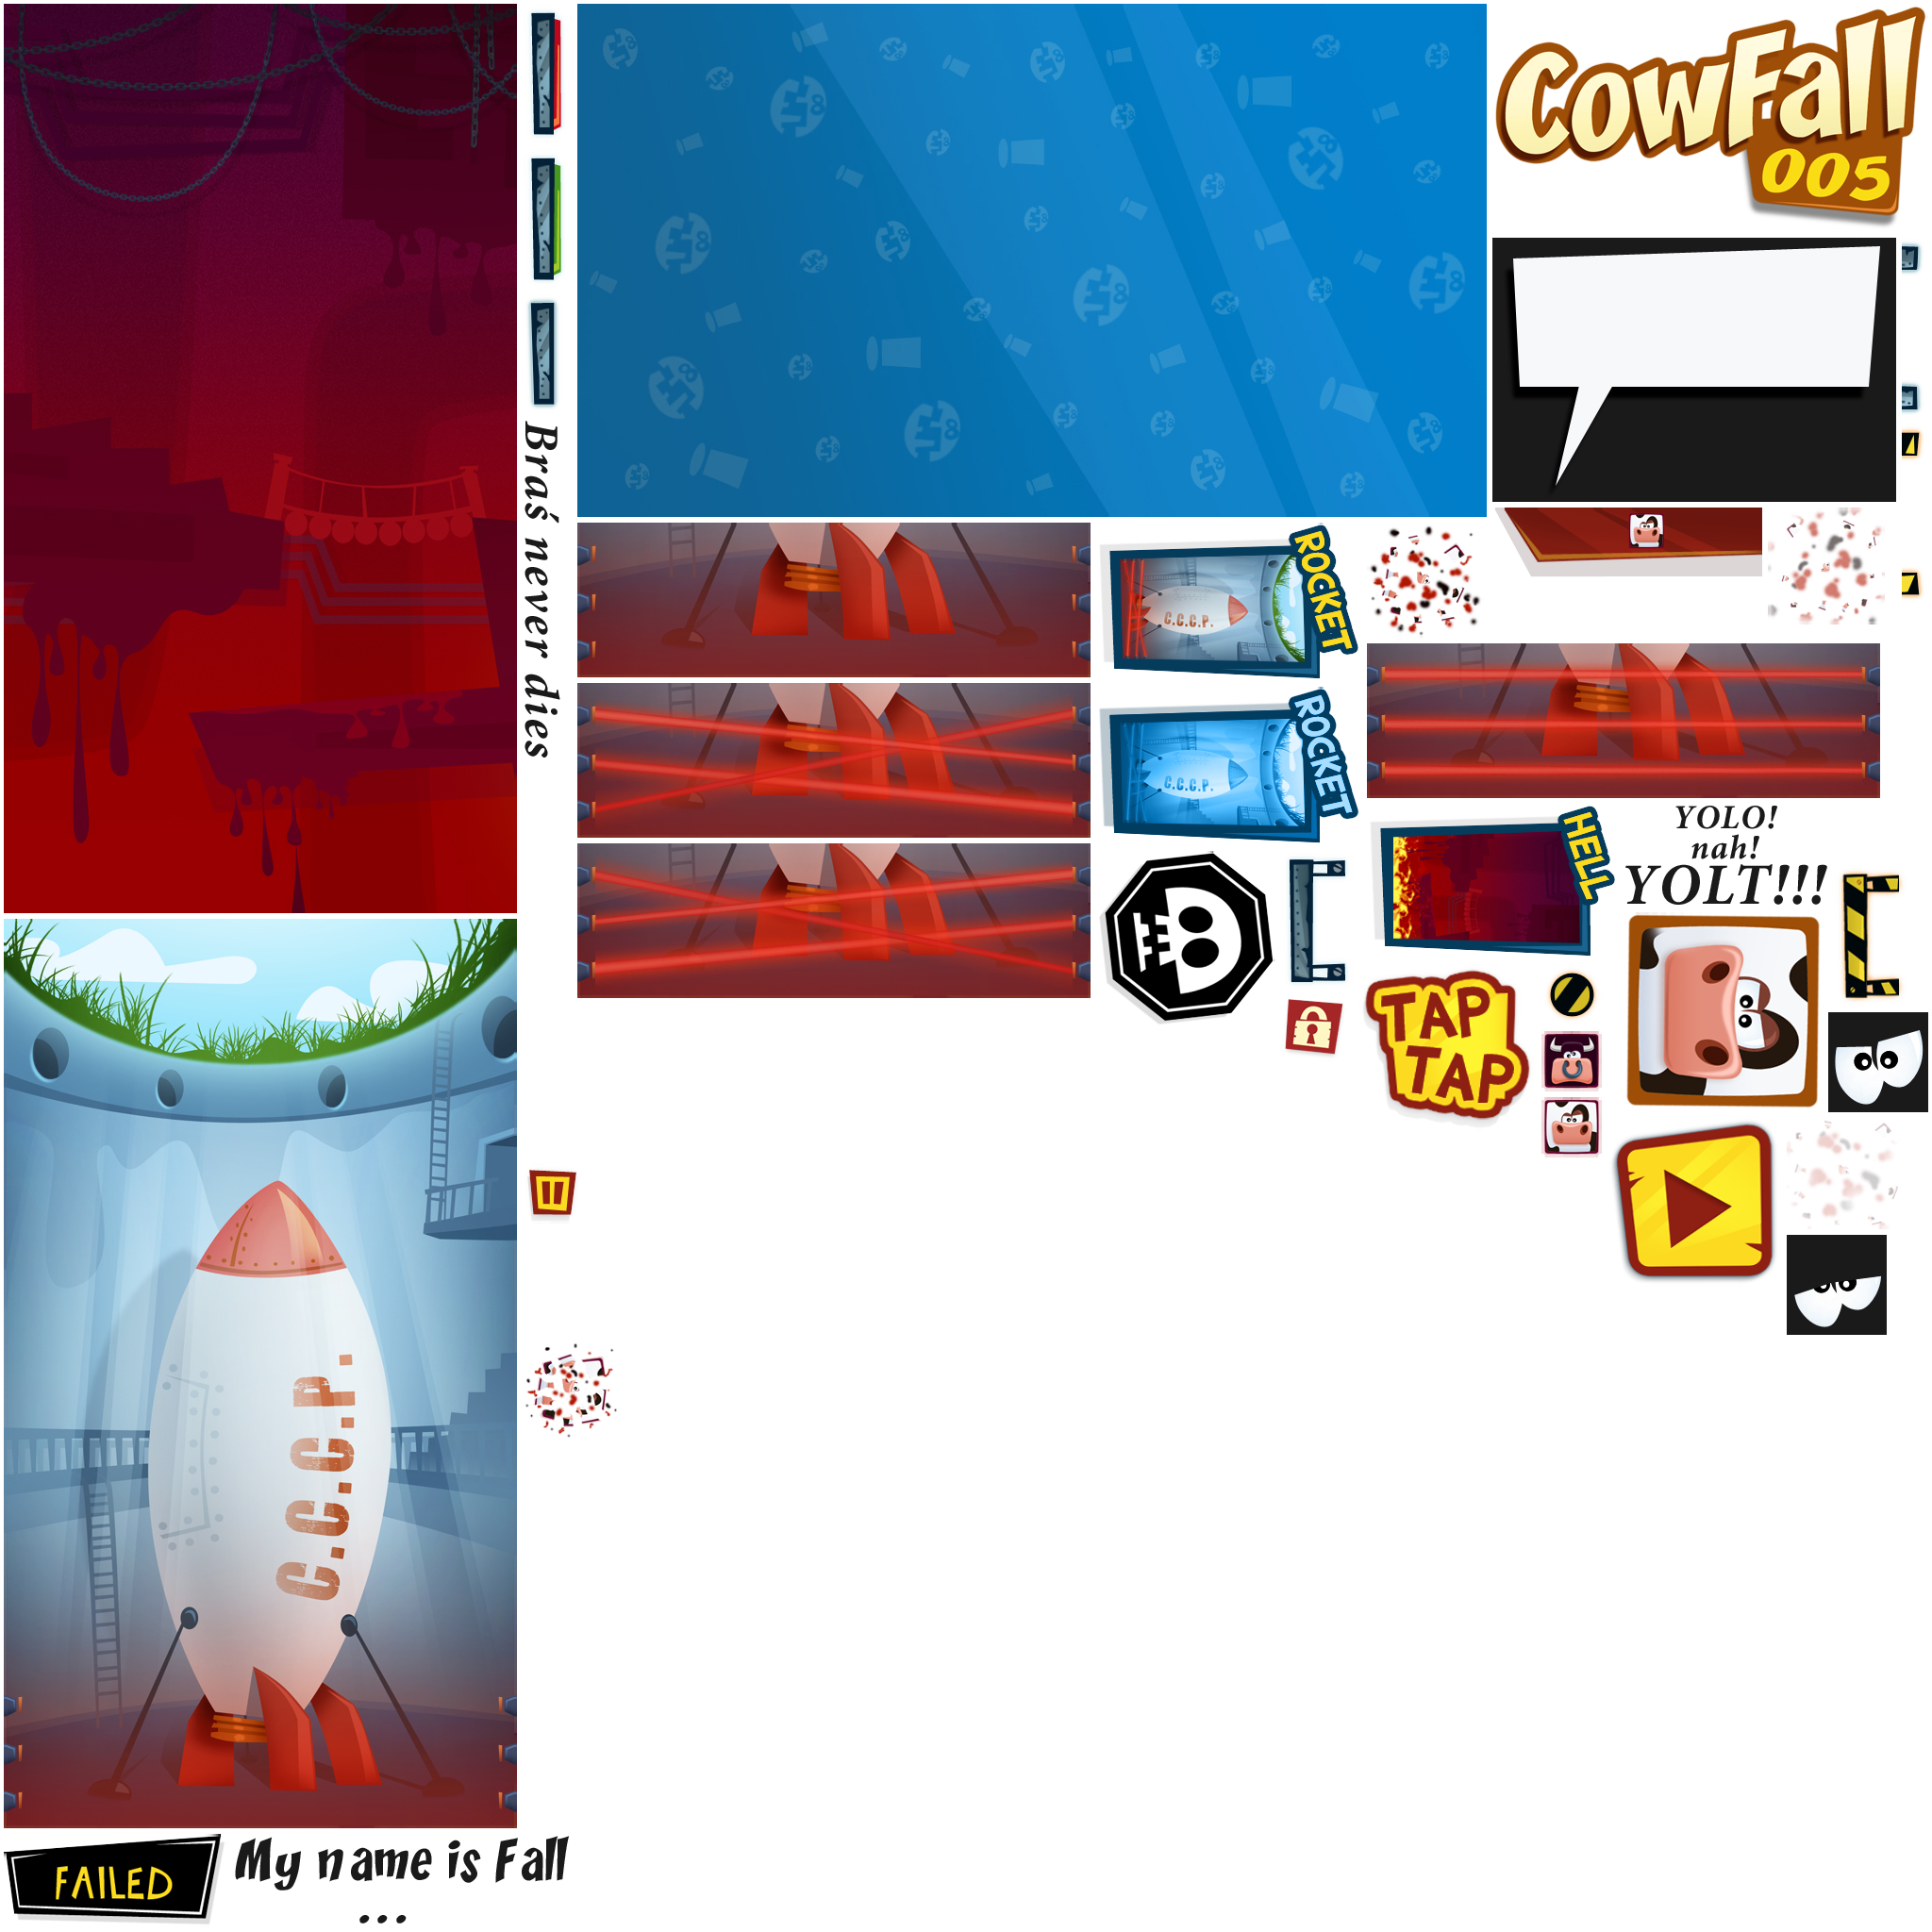 CowFall
005
Braś never dies
ROCKET
C.C.C.P.
ROCKET
C.C.C.P.
YOLO!
nah!
YOLT!!!
HELL
TAP
TAP
C.C.C.P.
FAILED
My name is Fall
...